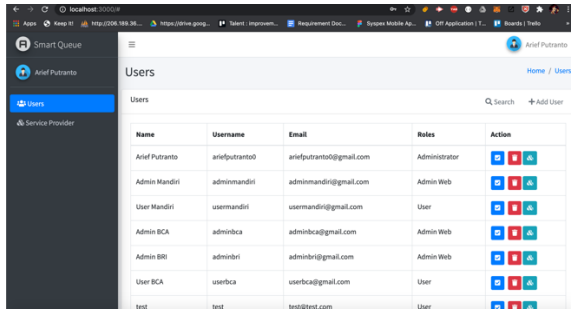 localhost:3000/#
Apps Keep it! http://206.189.36.... https://drive.goog... Talent : improvem... Requirement Doc... Syspex Mobile Ap... Off Application | T... Boards | Trello »
Smart Queue
Arief Putranto
Arief Putranto
Users
Home / Users
Users
Service Provider
Users
Search +Add User
Name Username Email Roles Action
Arief Putranto ariefputranto0 ariefputranto0@gmail.com Administrator
Admin Mandiri adminmandiri adminmandiri@gmail.com Admin Web
User Mandiri usermandiri usermandiri@gmail.com User
Admin BCA adminbca adminbca@gmail.com Admin Web
Admin BRI adminbri adminbri@gmail.com Admin Web
User BCA userbca userbca@gmail.com User
test test test@test.com User